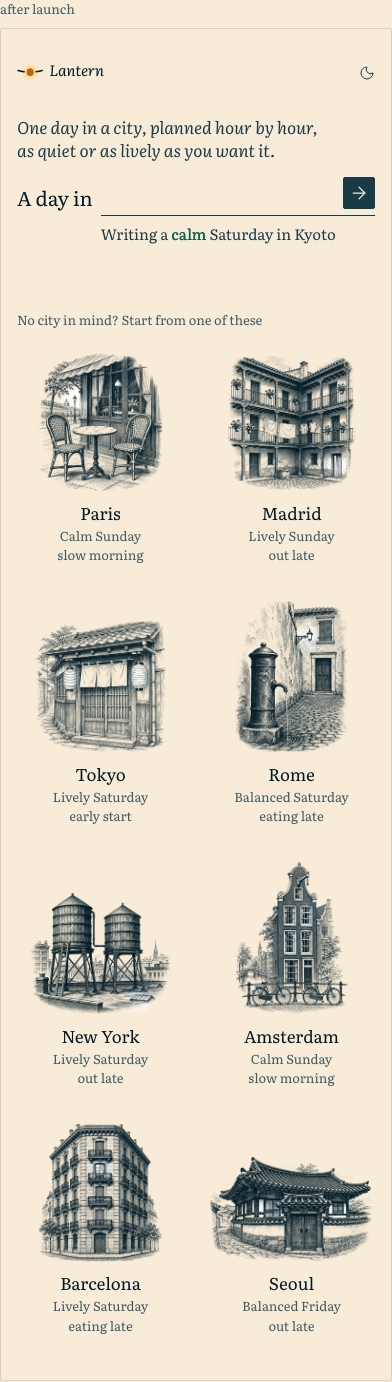 after launch
Lantern
One day in a city, planned hour by hour,
as quiet or as lively as you want it.
A day in
Writing a calm Saturday in Kyoto
No city in mind? Start from one of these
Paris
Calm Sunday
slow morning
Madrid
Lively Sunday
out late
Tokyo
Lively Saturday
early start
Rome
Balanced Saturday
eating late
New York
Lively Saturday
out late
Amsterdam
Calm Sunday
slow morning
Barcelona
Lively Saturday
eating late
Seoul
Balanced Friday
out late